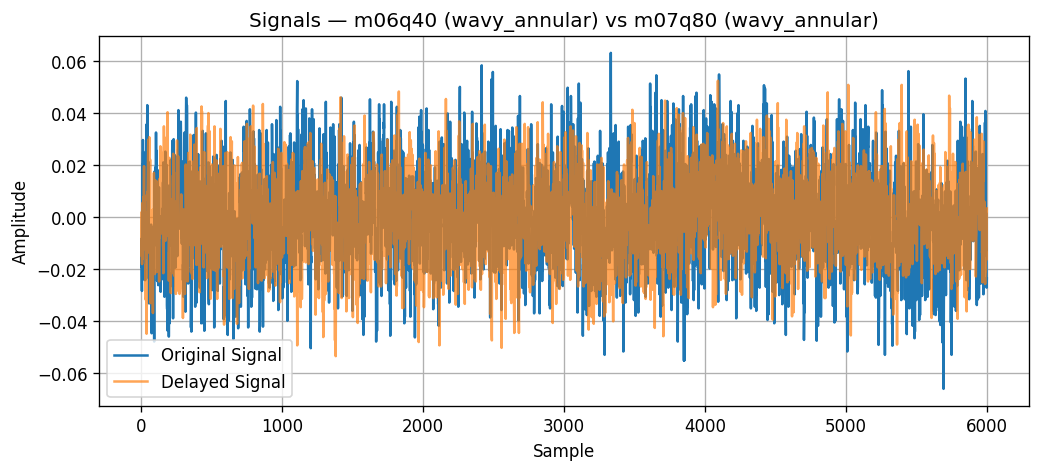 Signals — m06q40 (wavy_annular) vs m07q80 (wavy_annular)
Amplitude
0.06
0.04
0.02
0.00
−0.02
−0.04
−0.06
Original Signal
Delayed Signal
0 1000 2000 3000 4000 5000 6000
Sample